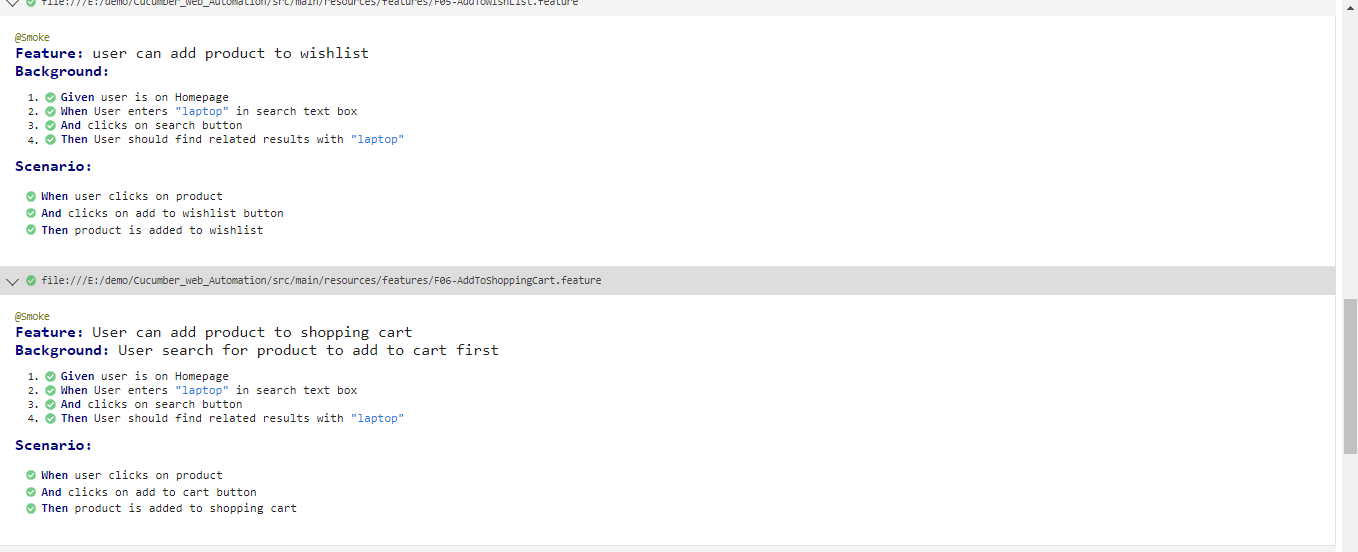 file:///E:/demo/Cucumber_web_Automation/src/main/resources/features/F05-AddToWishList.feature
@Smoke
Feature: user can add product to wishlist
Background:
1. Given user is on Homepage
2. When User enters "laptop" in search text box
3. And clicks on search button
4. Then User should find related results with "laptop"
Scenario:
When user clicks on product
And clicks on add to wishlist button
Then product is added to wishlist
file:///E:/demo/Cucumber_web_Automation/src/main/resources/features/F06-AddToShoppingCart.feature
@Smoke
Feature: User can add product to shopping cart
Background: User search for product to add to cart first
1. Given user is on Homepage
2. When User enters "laptop" in search text box
3. And clicks on search button
4. Then User should find related results with "laptop"
Scenario:
When user clicks on product
And clicks on add to cart button
Then product is added to shopping cart